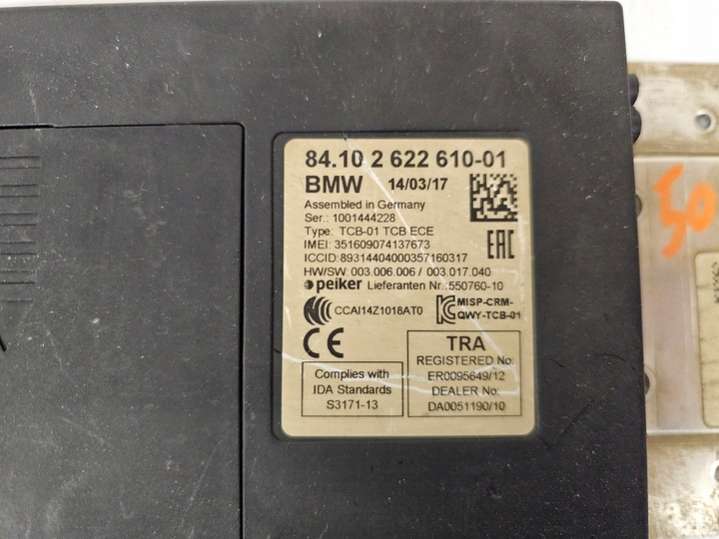 84.10 2 622 610-01
BMW 14/03/17
Assembled in Germany
Ser.: 1001444228
Type: TCB-01 TCB ECE
IMEI: 351609074137673
ICCID: 89314404000357160317
HW/SW: 003.006.006 / 003.017.040
peiker Lieferanten Nr.: 550760-10
CCAI14Z1018AT0
MISP-CRM-
QWY-TCB-01
CE
Complies with
IDA Standards
S3171-13
TRA
REGISTERED No:
ER0095649/12
DEALER No:
DA0051190/10
EAC
50